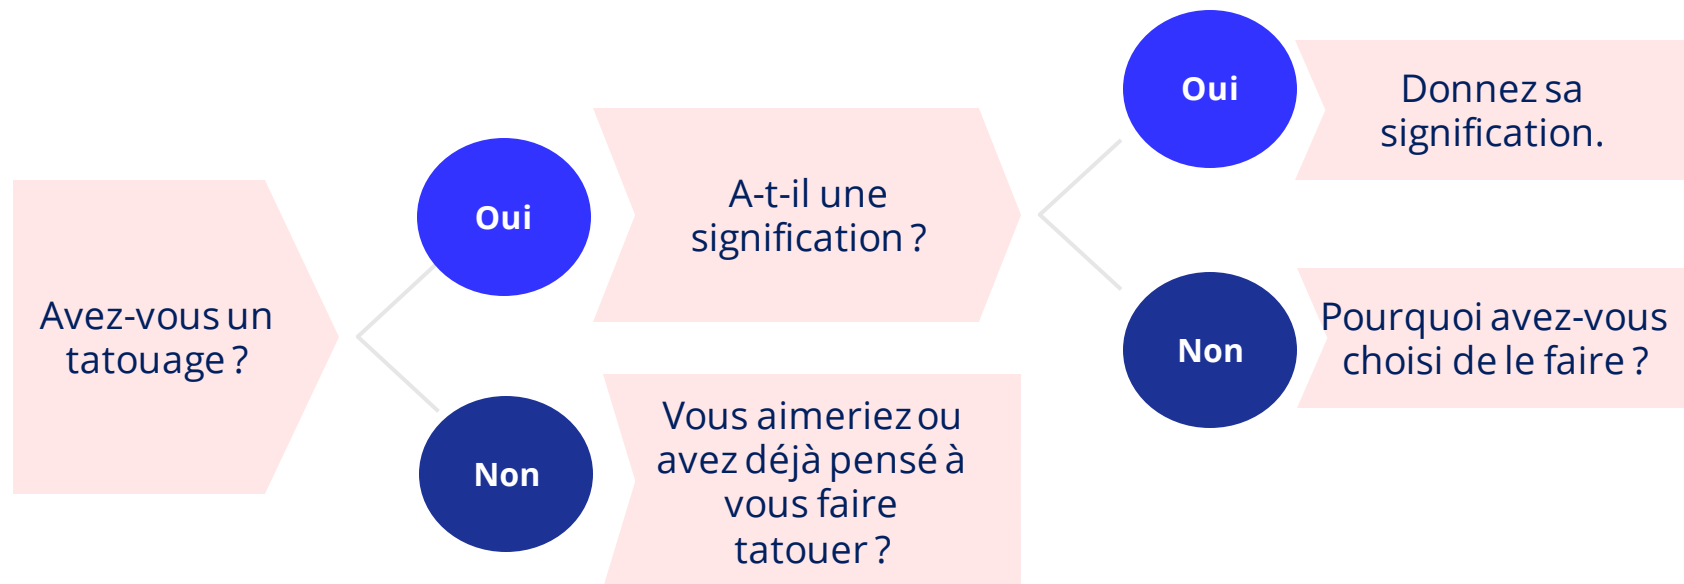 Avez-vous un
tatouage ?
Oui
A-t-il une
signification ?
Oui
Donnez sa
signification.
Non
Pourquoi avez-vous
choisi de le faire ?
Non
Vous aimeriez ou
avez déjà pensé à
vous faire
tatouer ?